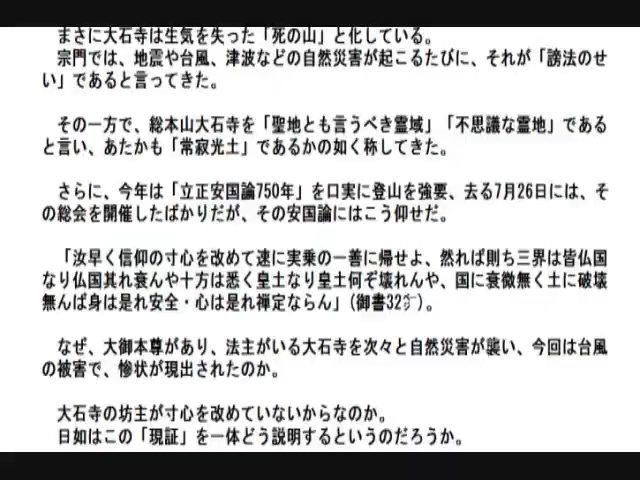 まさに大石寺は生気を失った「死の山」と化している。
宗門では、地震や台風、津波などの自然災害が起こるたびに、それが「謗法のせ
い」であると言ってきた。
その一方で、総本山大石寺を「聖地とも言うべき霊域」「不思議な霊地」である
と言い、あたかも「常寂光土」であるかの如く称してきた。
さらに、今年は「立正安国論750年」を口実に登山を強要、去る7月26日には、そ
の総会を開催したばかりだが、その安国論にはこう仰せだ。
「汝早く信仰の寸心を改めて速に実乗の一善に帰せよ、然れば則ち三界は皆仏国
なり仏国其れ衰んや十方は悉く宝土なり宝土何ぞ壊れんや、国に衰微無く土に破壊
無んば身は是れ安全・心は是れ禅定ならん」(御書32㌻)。
なぜ、大御本尊があり、法主がいる大石寺を次々と自然災害が襲い、今回は台風
の被害で、惨状が現出されたのか。
大石寺の坊主が寸心を改めていないからなのか。
日如はこの「現証」を一体どう説明するというのだろうか。